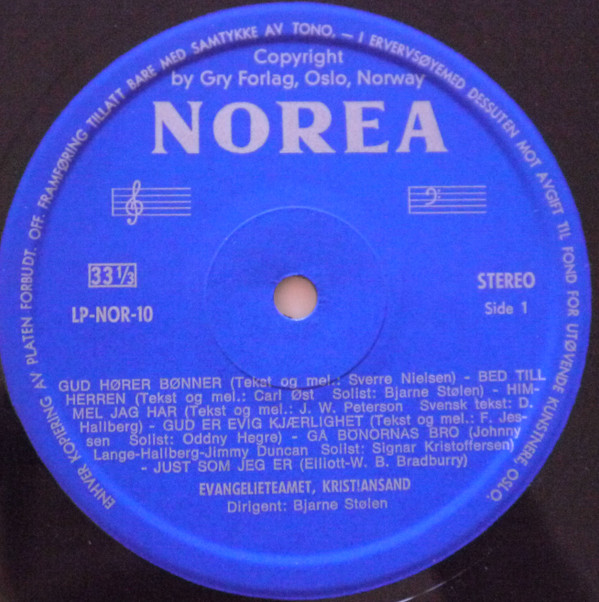 ENHVER KOPIERING AV PLATEN FORBUDT. OFF. FRAMFØRING TILLATT BARE MED SAMTYKKE AV TONO. — I ERVERVSØYEMED DESSUTEN MOT AVGIFT TIL FOND FOR UTØVENDE KUNSTNERE, OSLO.
Copyright
by Gry Forlag, Oslo, Norway
NOREA
33 1/3
STEREO
LP-NOR-10
Side 1
GUD HØRER BØNNER (Tekst og mel.: Sverre Nielsen) - BED TILL
HERREN (Tekst og mel.: Carl Øst Solist: Bjarne Stølen) - HIM-
MEL JAG HAR (Tekst og mel.: J. W. Peterson Svensk tekst: D.
Hallberg) - GUD ER EVIG KJÆRLIGHET (Tekst og mel.: F. Jes-
sen Solist: Oddny Hegre) - GA BONORNAS BRO (Johnny
Lange-Hallberg-Jimmy Duncan Solist: Signar Kristoffersen)
- JUST SOM JEG ER (Elliott-W. B. Bradburry)
EVANGELIETEAMET, KRISTIANSAND
Dirigent: Bjarne Stølen